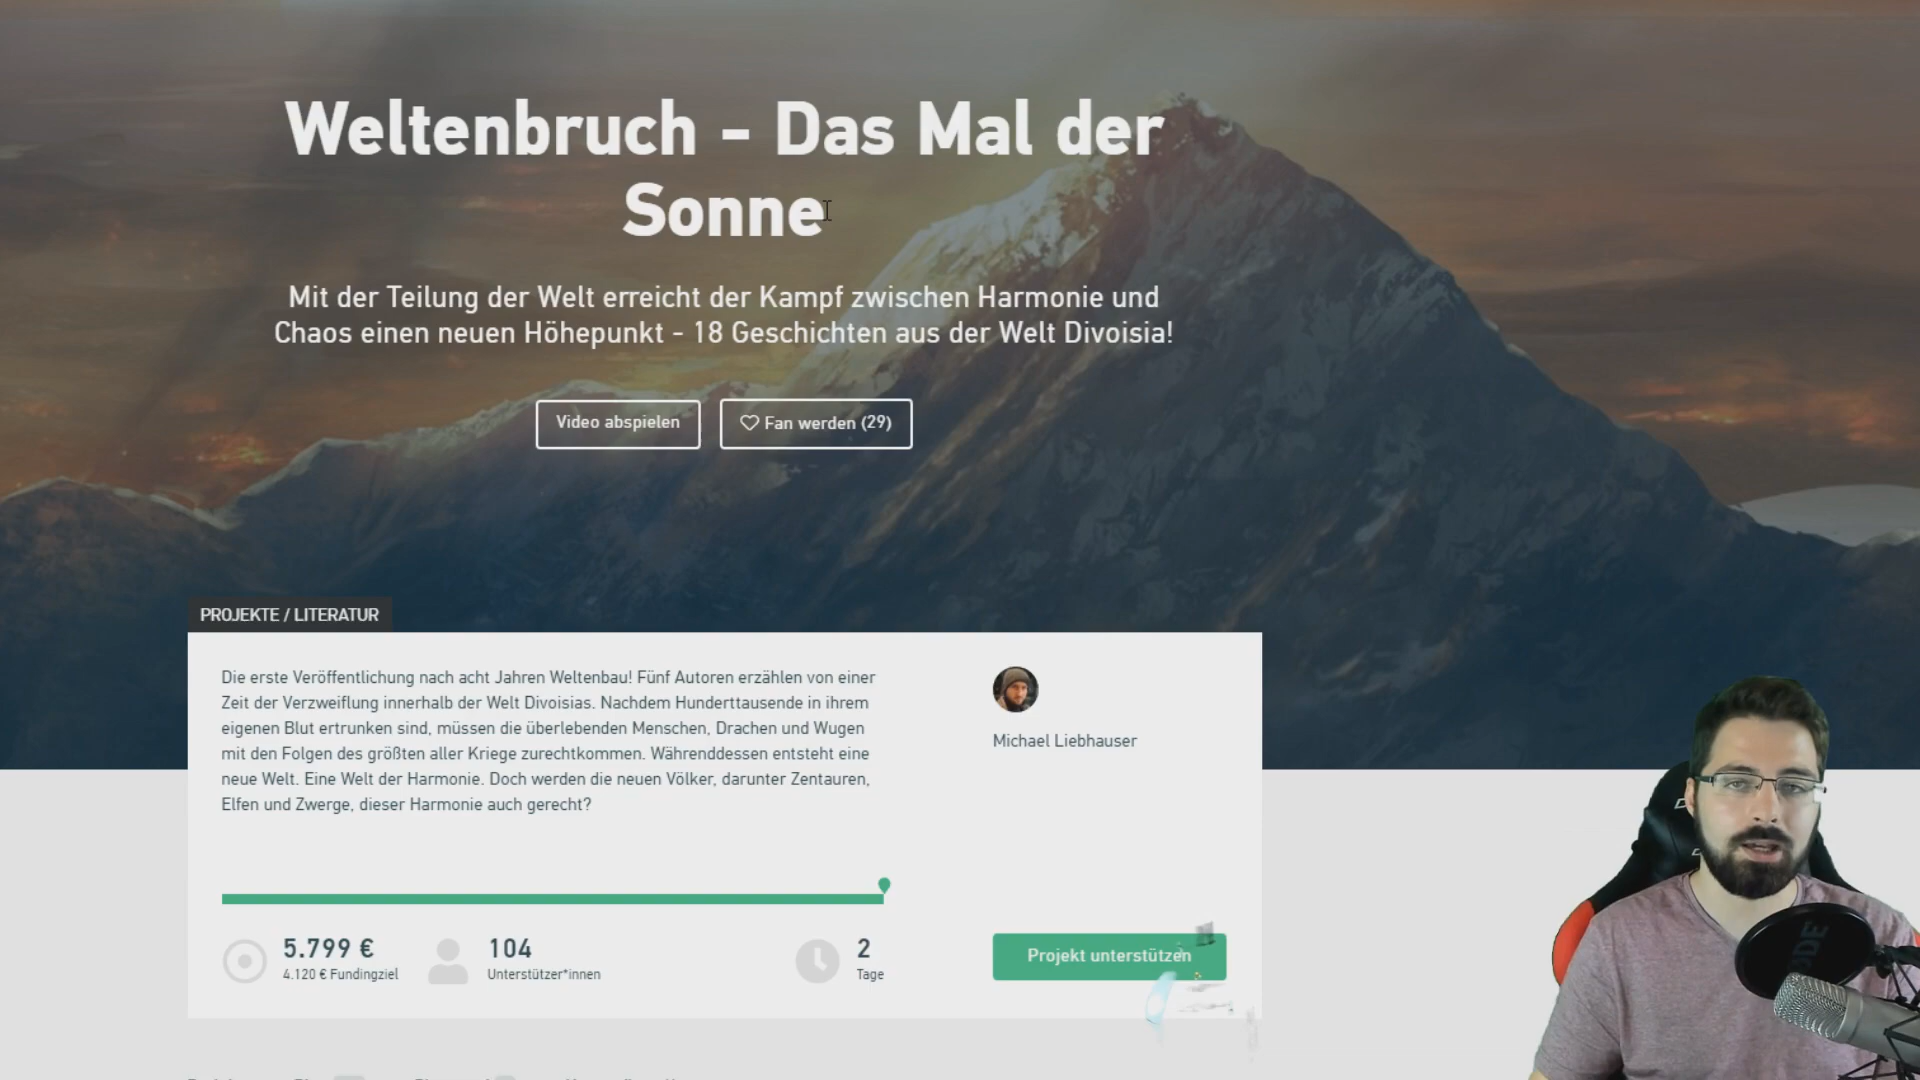 Weltenbruch - Das Mal der
Sonne
Mit der Teilung der Welt erreicht der Kampf zwischen Harmonie und
Chaos einen neuen Höhepunkt - 18 Geschichten aus der Welt Divoisia!
Video abspielen
Fan werden (29)
PROJEKTE / LITERATUR
Die erste Veröffentlichung nach acht Jahren Weltenbau! Fünf Autoren erzählen von einer
Zeit der Verzweiflung innerhalb der Welt Divoisias. Nachdem Hunderttausende in ihrem
eigenen Blut ertrunken sind, müssen die überlebenden Menschen, Drachen und Wugen
mit den Folgen des größten aller Kriege zurechtkommen. Währenddessen entsteht eine
neue Welt. Eine Welt der Harmonie. Doch werden die neuen Völker, darunter Zentauren,
Elfen und Zwerge, dieser Harmonie auch gerecht?
Michael Liebhauser
5.799 €
4.120 € Fundingziel
104
Unterstützer*innen
2
Tage
Projekt unterstützen